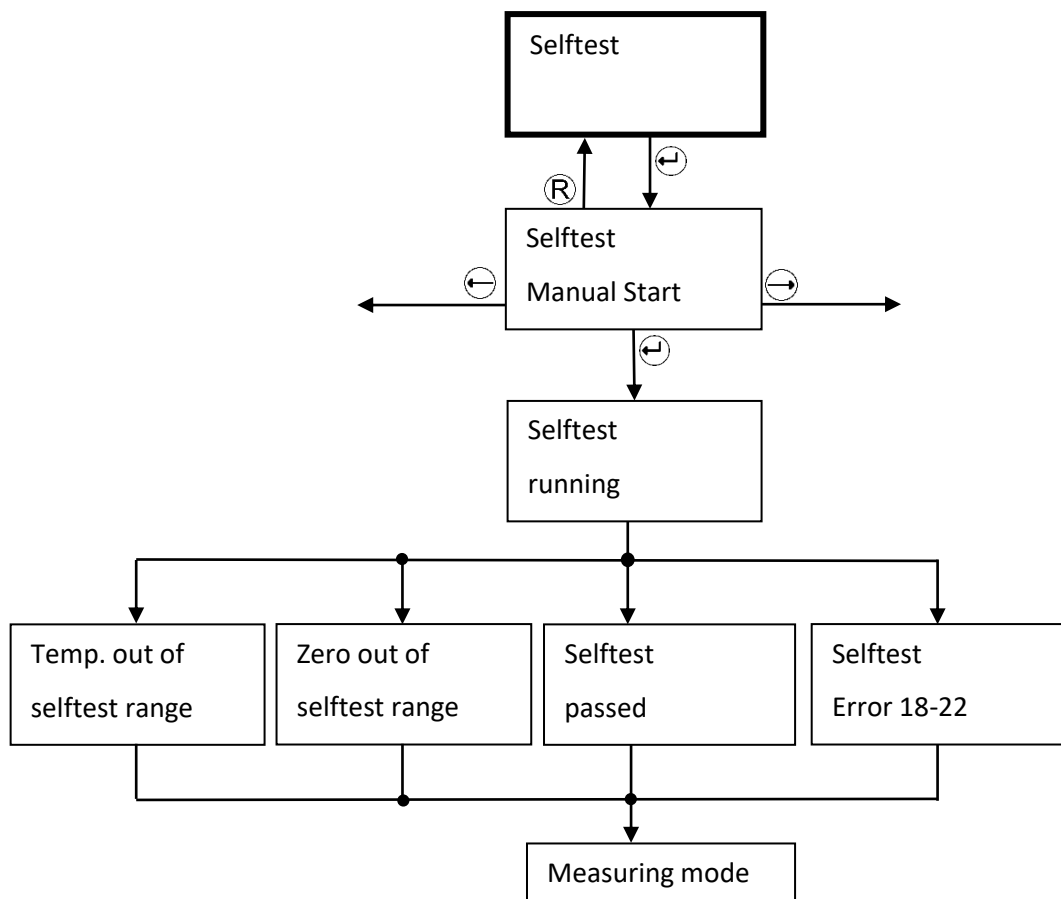 Selftest
R
Selftest
Manual Start
Selftest
running
Temp. out of
selftest range
Zero out of
selftest range
Selftest
passed
Selftest
Error 18-22
Measuring mode